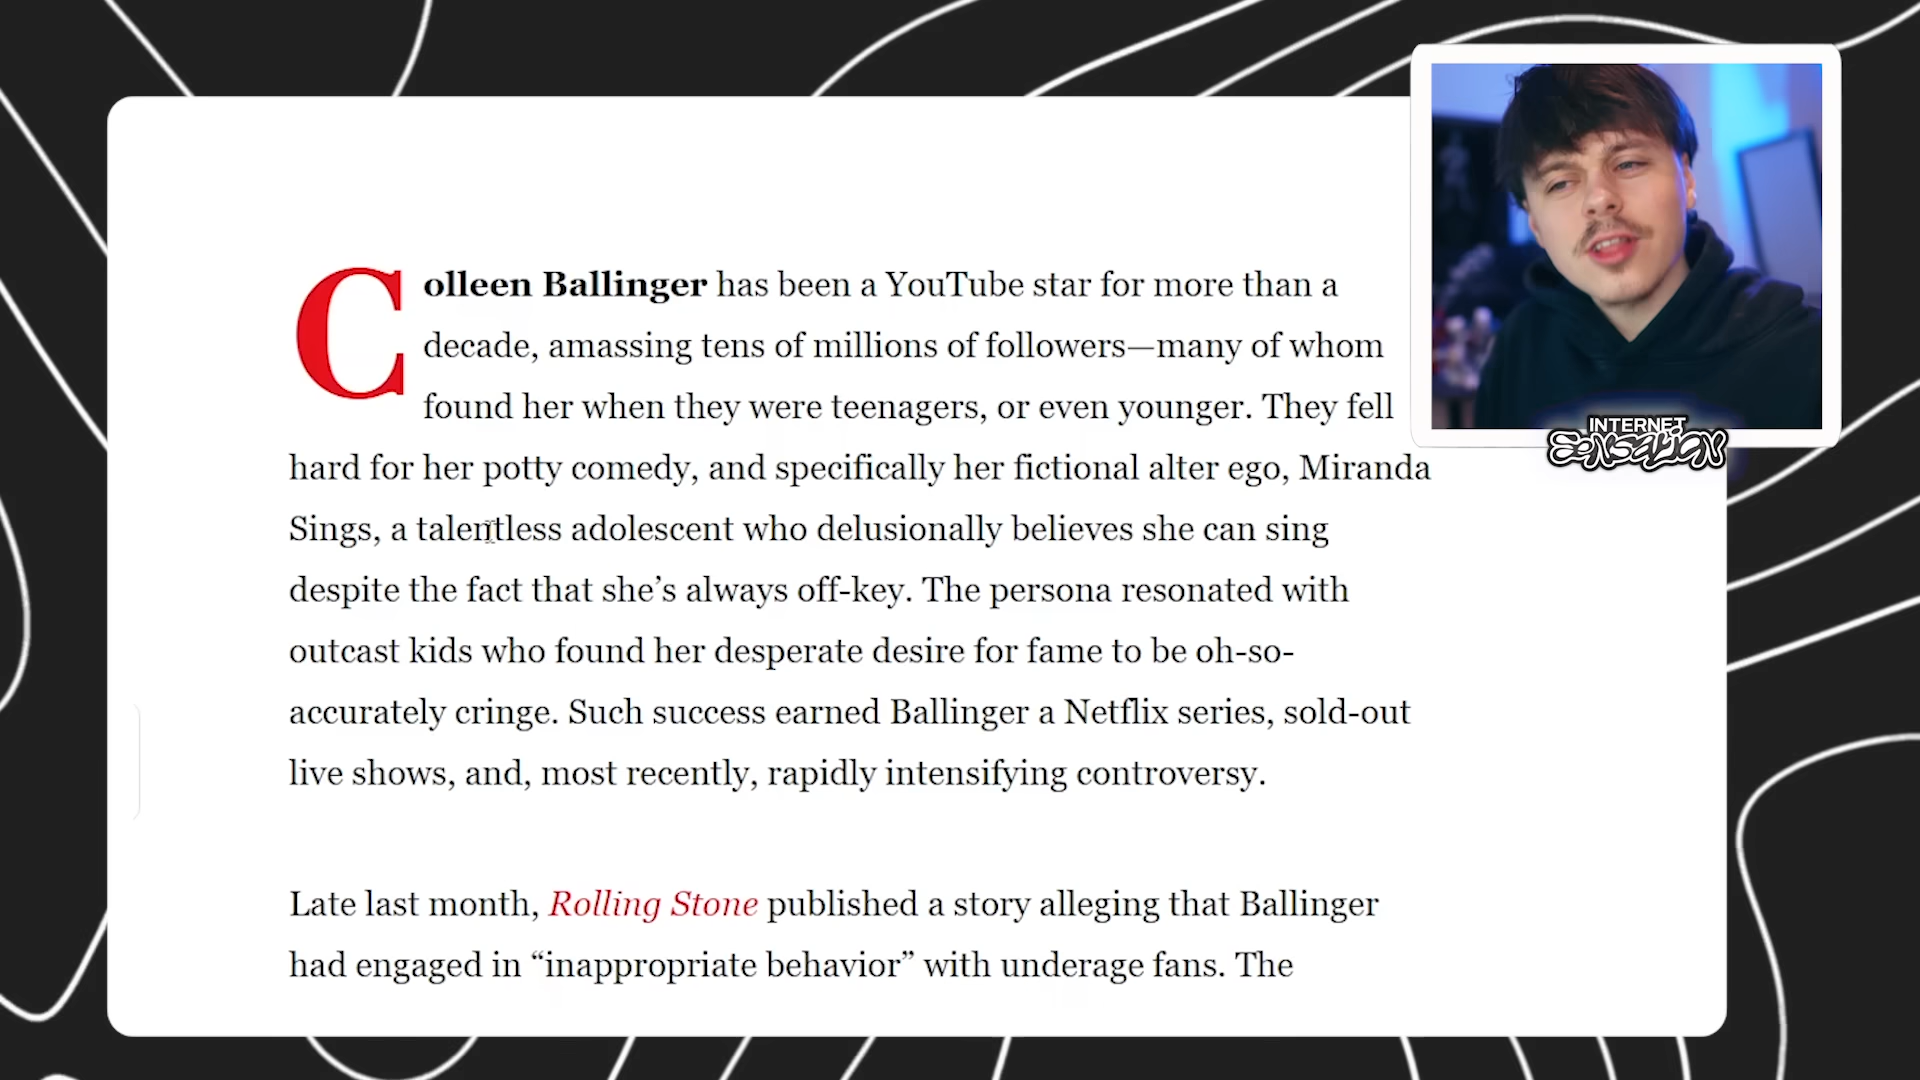 Colleen Ballinger has been a YouTube star for more than a
decade, amassing tens of millions of followers—many of whom
found her when they were teenagers, or even younger. They fell
hard for her potty comedy, and specifically her fictional alter ego, Miranda
Sings, a talentless adolescent who delusionally believes she can sing
despite the fact that she’s always off-key. The persona resonated with
outcast kids who found her desperate desire for fame to be oh-so-
accurately cringe. Such success earned Ballinger a Netflix series, sold-out
live shows, and, most recently, rapidly intensifying controversy.
Late last month, Rolling Stone published a story alleging that Ballinger
had engaged in “inappropriate behavior” with underage fans. The
INTERNET
SENSATION